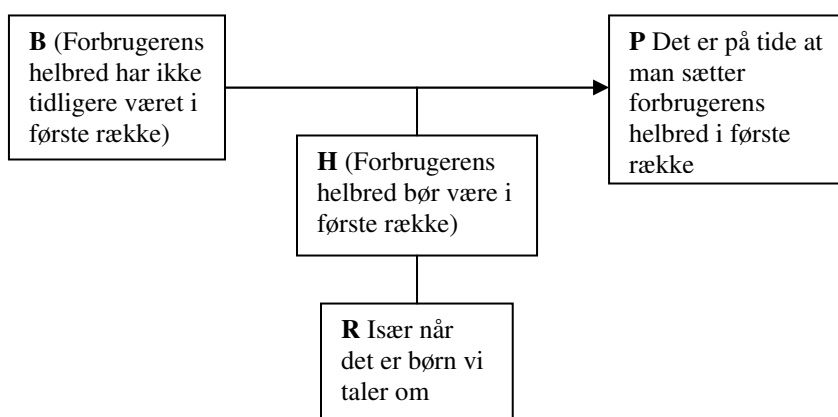 B (Forbrugerens
helbred har ikke
tidligere været i
første række)
P Det er på tide at
man sætter
forbrugerens
helbred i første
række
H (Forbrugerens
helbred bør være i
første række)
R Især når
det er børn vi
taler om